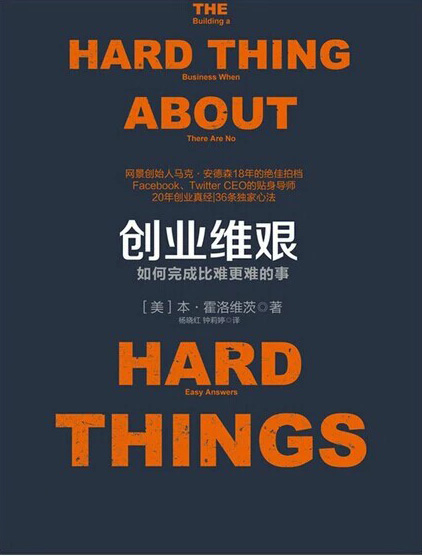 THE
Building a
HARD THING
Business When
ABOUT
There Are No
网景创始人马克·安德森18年的绝佳拍档
Facebook、Twitter CEO的贴身导师
20年创业真经|36条独家心法
创业维艰
如何完成比难更难的事
［美］本·霍洛维茨◎著
杨晓红 钟莉婷◎译
HARD
Easy Answers
THINGS